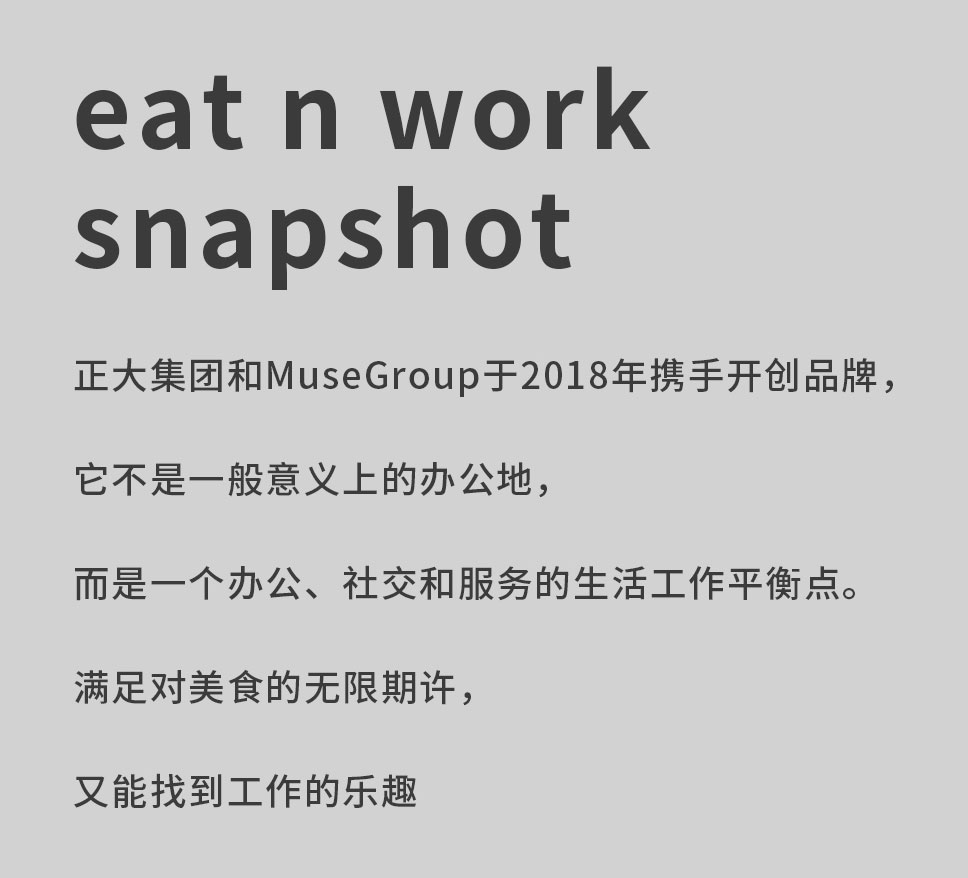 eat n work
snapshot
正大集团和MuseGroup于2018年携手开创品牌，
它不是一般意义上的办公地，
而是一个办公、社交和服务的生活工作平衡点。
满足对美食的无限期许，
又能找到工作的乐趣